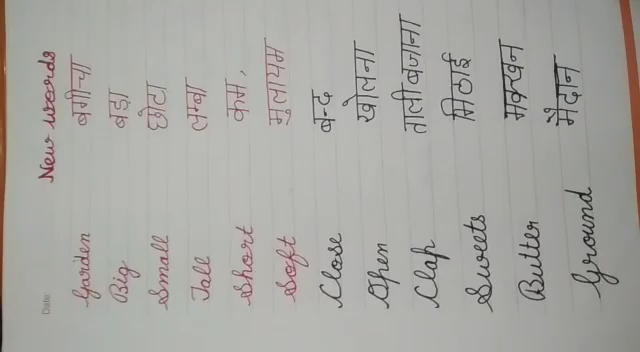 Date:
New words
Garden बगीचा
Big बड़ा
Small छोटा
Tall लम्बा
Short कम,
Soft मुलायम
Close बन्द
Open खोलना
Clap ताली बजाना
Sweets मिठाई
Butter मक्खन
Ground मैदान